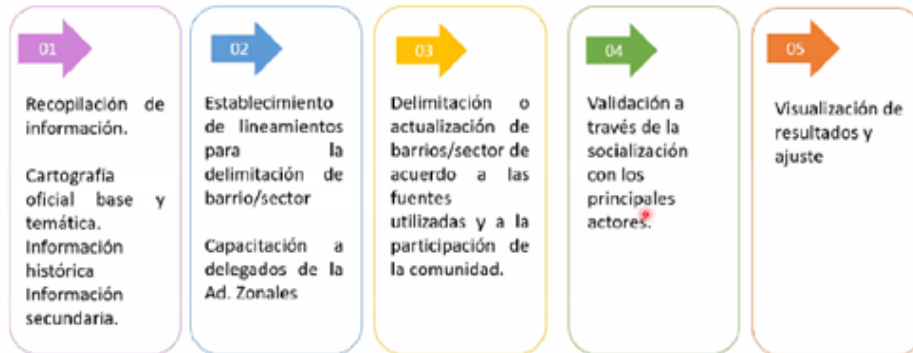 01
Recopilación de
información.
Cartografía
oficial base y
temática.
Información
histórica
Información
secundaria.
02
Establecimiento
de lineamientos
para la
delimitación de
barrio/sector
Capacitación a
delegados de la
Ad. Zonales
03
Delimitación o
actualización de
barrios/sector de
acuerdo a las
fuentes
utilizadas y a la
participación de
la comunidad.
04
Validación a
través de la
socialización
con los
principales
actores.
05
Visualización de
resultados y
ajuste